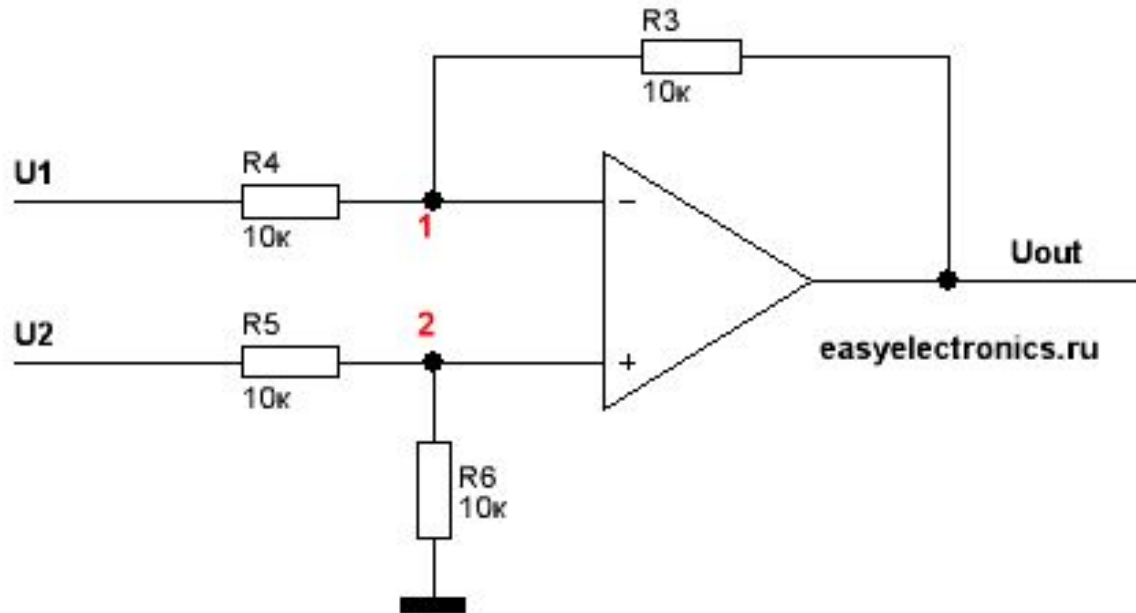 R3
10к
U1
R4
10к
1
−
Uout
U2
R5
10к
2
+
easyelectronics.ru
R6
10к